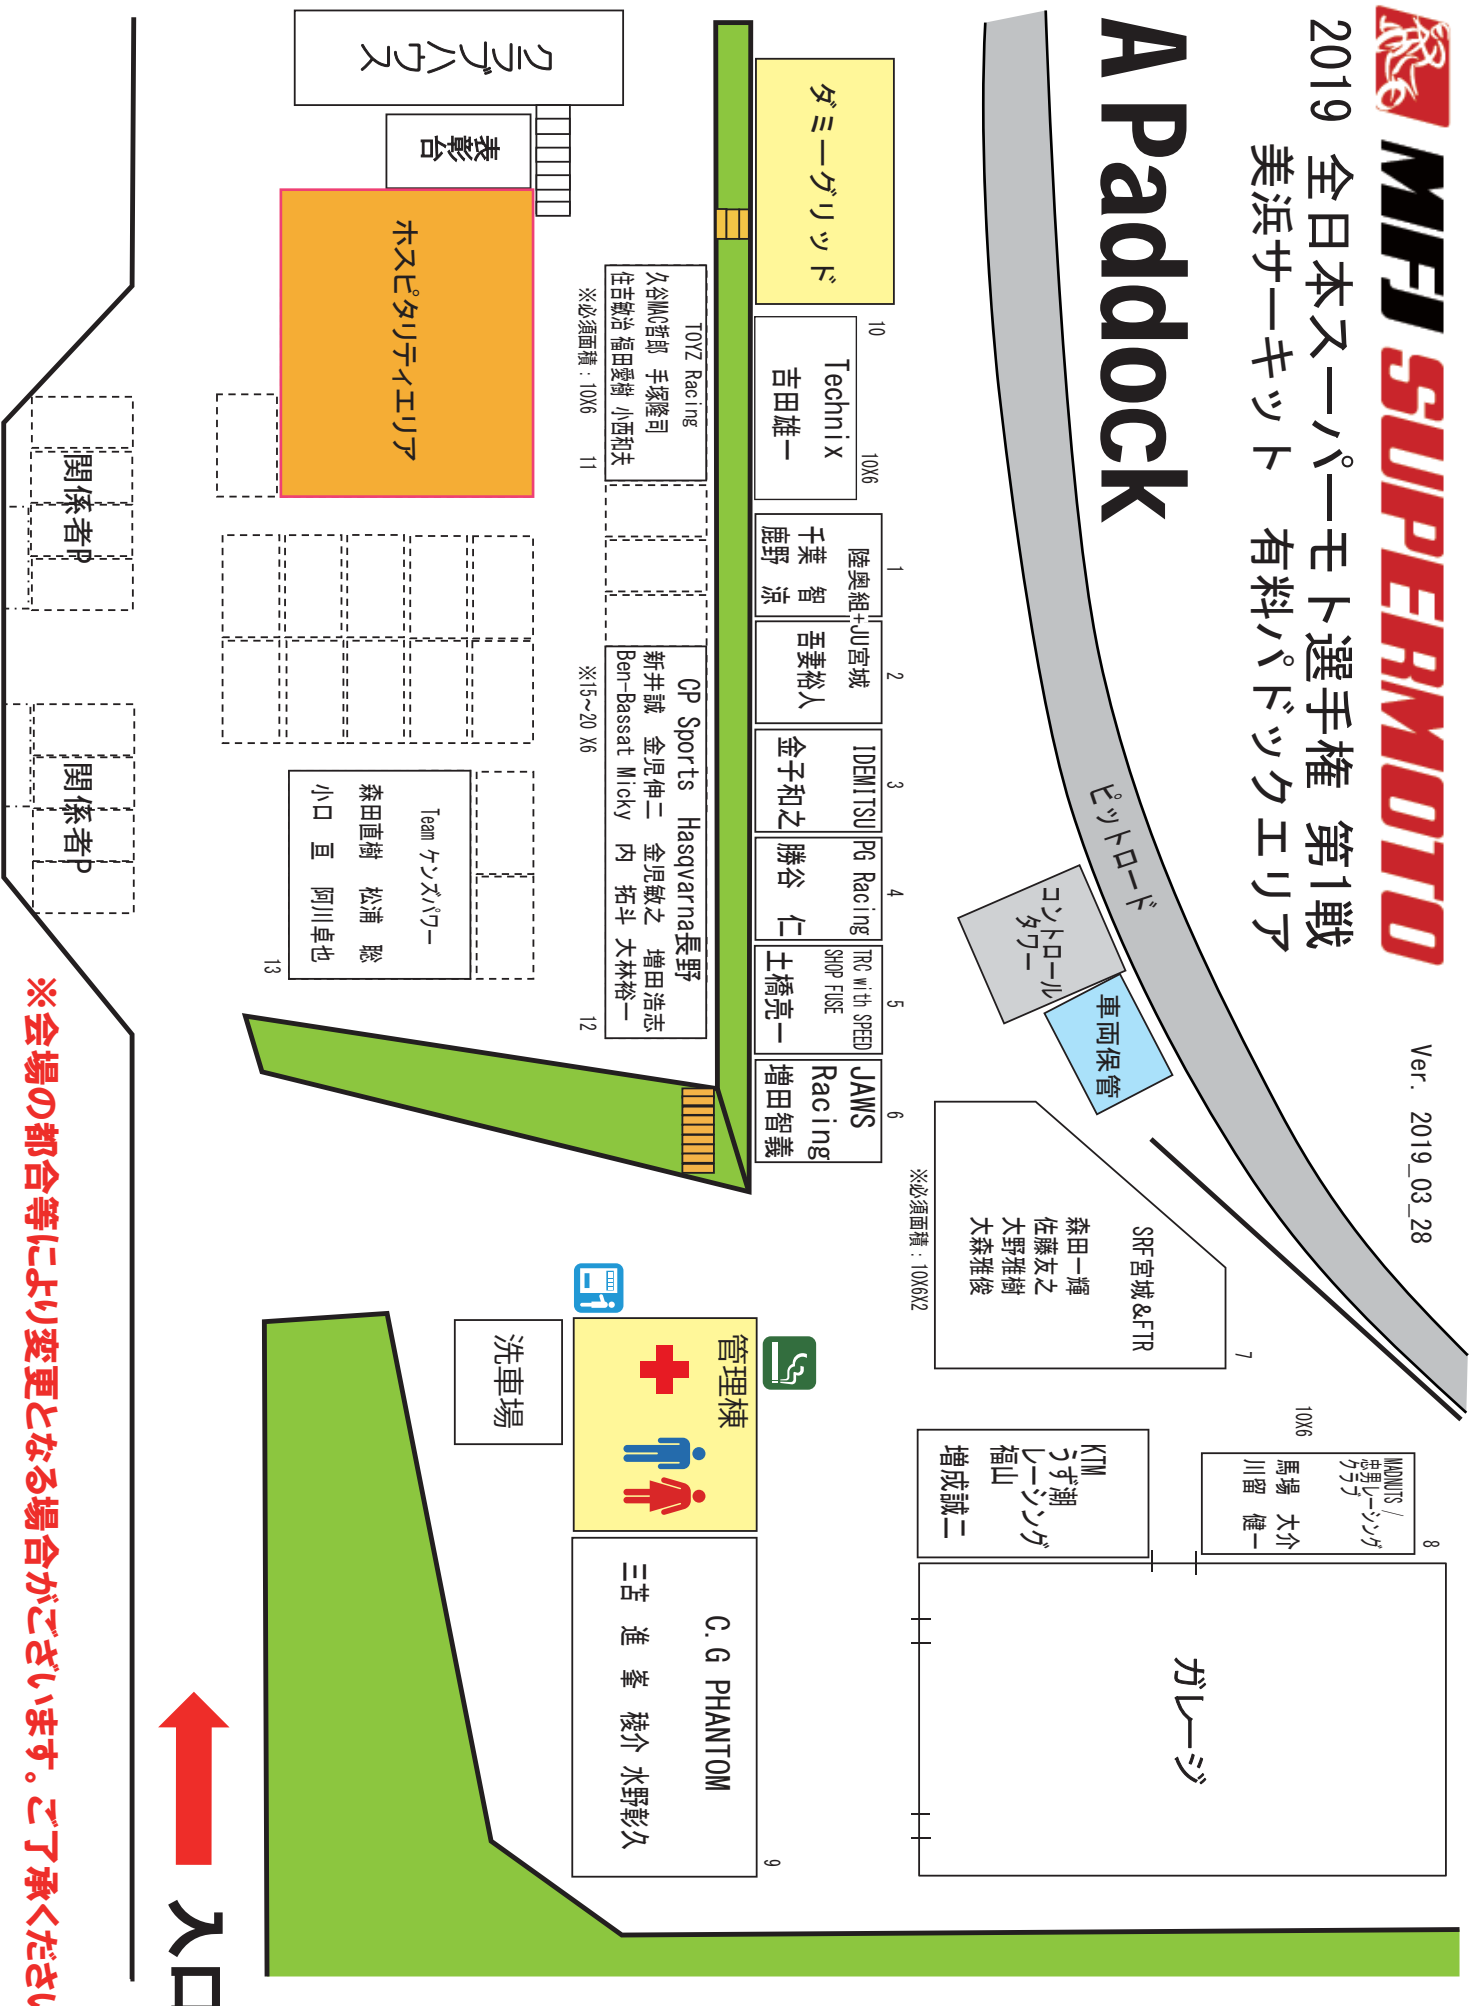 MFJ SUPERMOTO
2019 全日本スーパーモト選手権 第1戦
美浜サーキット 有料パドックエリア
Ver. 2019_03_28
A Paddock
ピットロード
コントロール
タワー
車両保管
SRF宮城&FTR
森田一輝
佐藤友之
大野雅樹
大森雅俊
※必須面積：10X6X2
7
10X6
MADNUTS /
忠男レーシング
クラブ
馬場 大介
川留 健一
8
KTM
うず潮
レーシング
福山
増成誠二
ガレージ
ダミーグリッド
10
Technix
吉田雄一
10X6
1
陸奥組+JU宮城
千葉 智
鹿野 浜
2
吾妻裕人
3
IDEMITSU
金子和之
4
PG Racing
勝谷 仁
5
TRC with SPEED
SHOP FUSE
土橋亮一
6
JAWS
Racing
増田智義
クラブハウス
表彰台
ホスピタリティエリア
TOYZ Racing
久谷MAC哲郎 手塚隆司
住吉敏治 福田愛樹 小西和夫
※必須面積：10X6
11
GP Sports Hasqvarna長野
新井誠 金児伸二 金児敏之 増田浩志
Ben-Bassat Micky 内 拓斗 大林裕一
※15～20 X6
12
Team ケンズパワー
森田直樹 松浦 聡
小口 亘 阿川卓也
13
管理棟
洗車場
C.G PHANTOM
三苫 進 峯 稜介 水野彰久
9
関係者P
関係者P
入口
※会場の都合等により変更となる場合がございます。ご了承ください